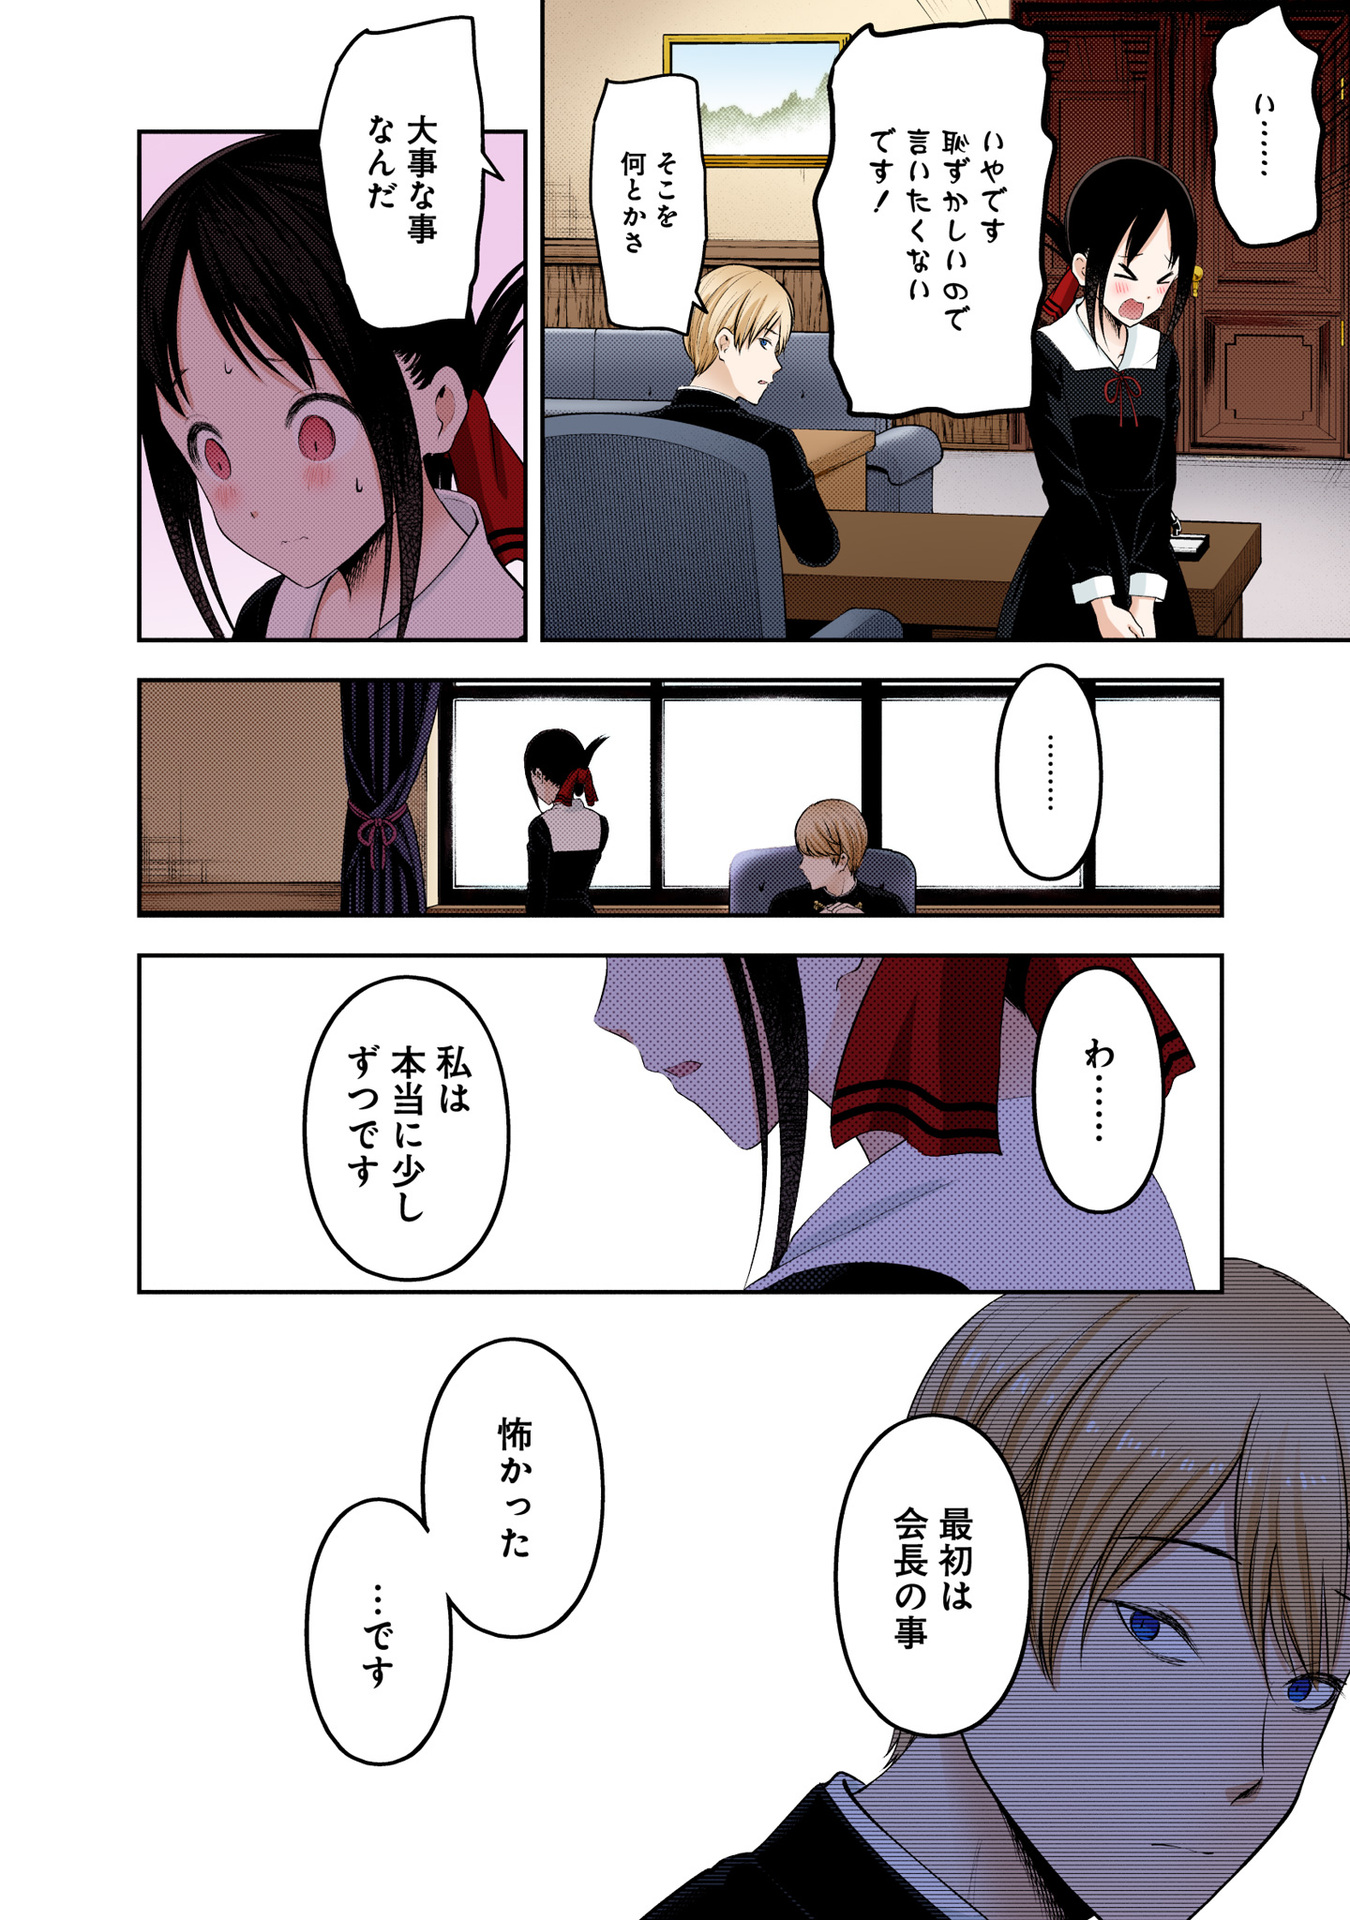 い……
いやです
恥ずかしいので
言いたくない
です！
そこを
何とかさ
大事な事
なんだ
………
わ……
私は
本当に少し
ずつです
最初は
会長の事
怖かった
…です